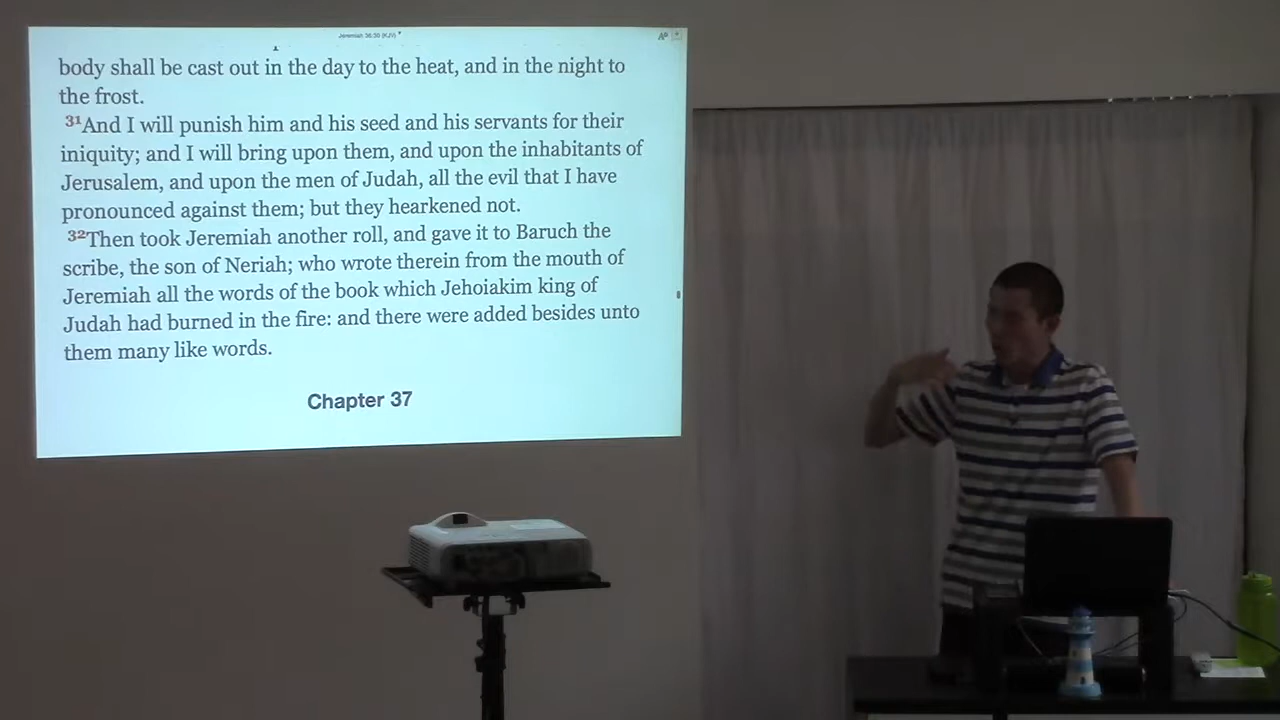 Jeremiah 36:30 (KJV)
body shall be cast out in the day to the heat, and in the night to
the frost.
31And I will punish him and his seed and his servants for their
iniquity; and I will bring upon them, and upon the inhabitants of
Jerusalem, and upon the men of Judah, all the evil that I have
pronounced against them; but they hearkened not.
32Then took Jeremiah another roll, and gave it to Baruch the
scribe, the son of Neriah; who wrote therein from the mouth of
Jeremiah all the words of the book which Jehoiakim king of
Judah had burned in the fire: and there were added besides unto
them many like words.
Chapter 37